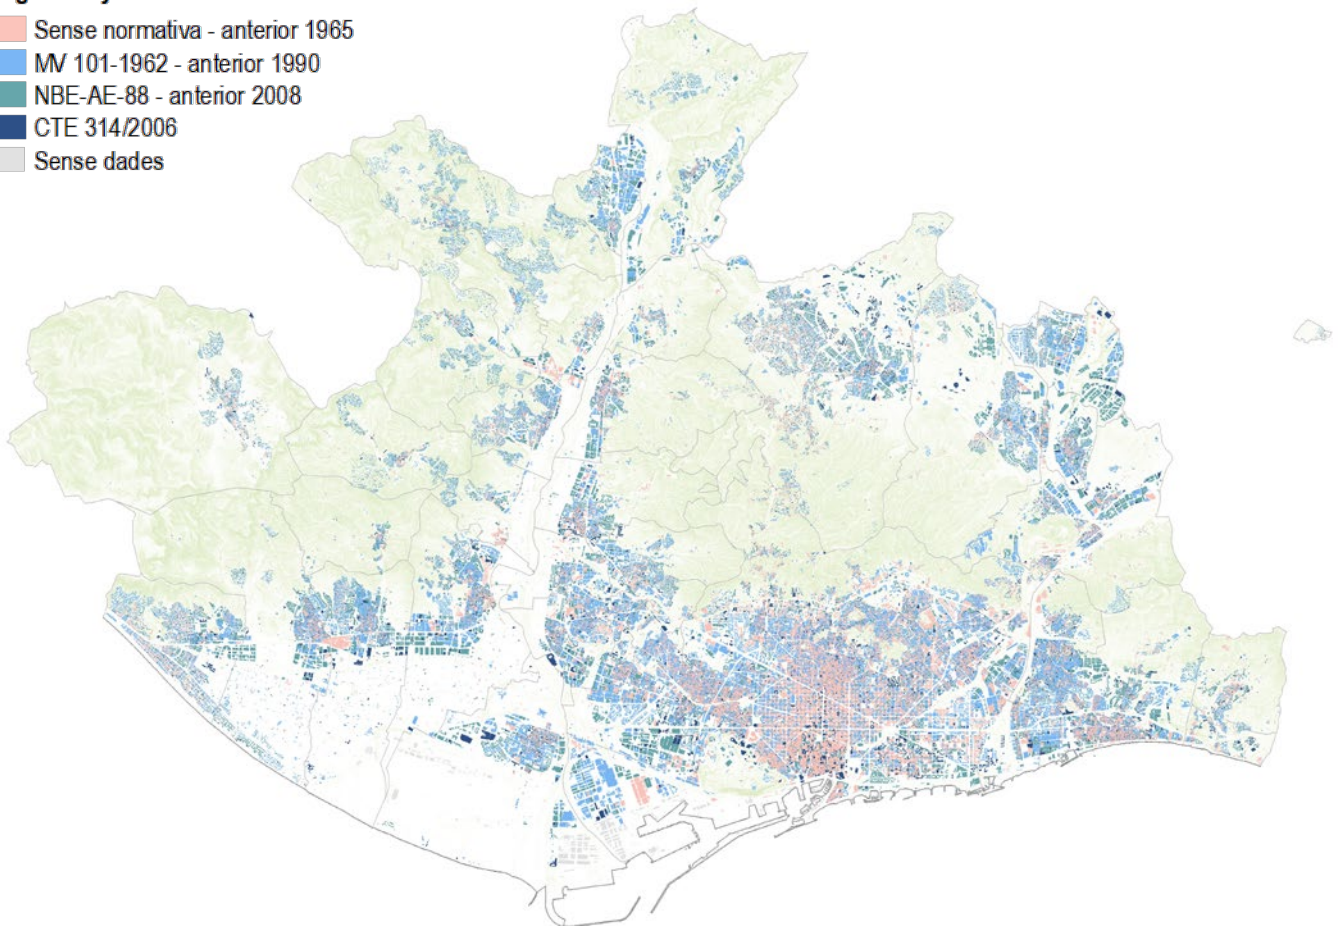 Sense normativa - anterior 1965
MV 101-1962 - anterior 1990
NBE-AE-88 - anterior 2008
CTE 314/2006
Sense dades